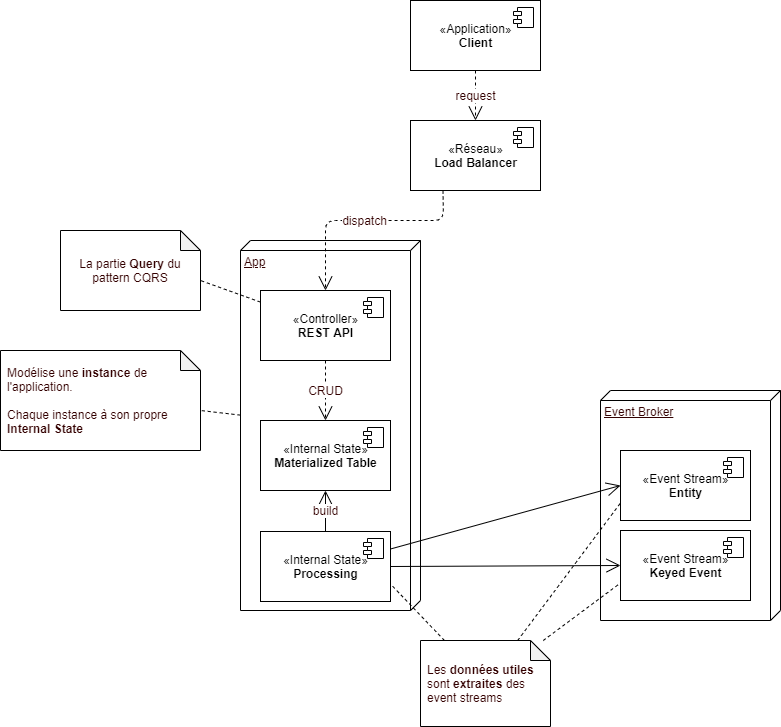 «Application»
Client
request
«Réseau»
Load Balancer
dispatch
La partie Query du
pattern CQRS
App
«Controller»
REST API
Modélise une instance de
l'application.
Chaque instance à son propre
Internal State
CRUD
«Internal State»
Materialized Table
build
«Internal State»
Processing
Event Broker
«Event Stream»
Entity
«Event Stream»
Keyed Event
Les données utiles
sont extraites des
event streams